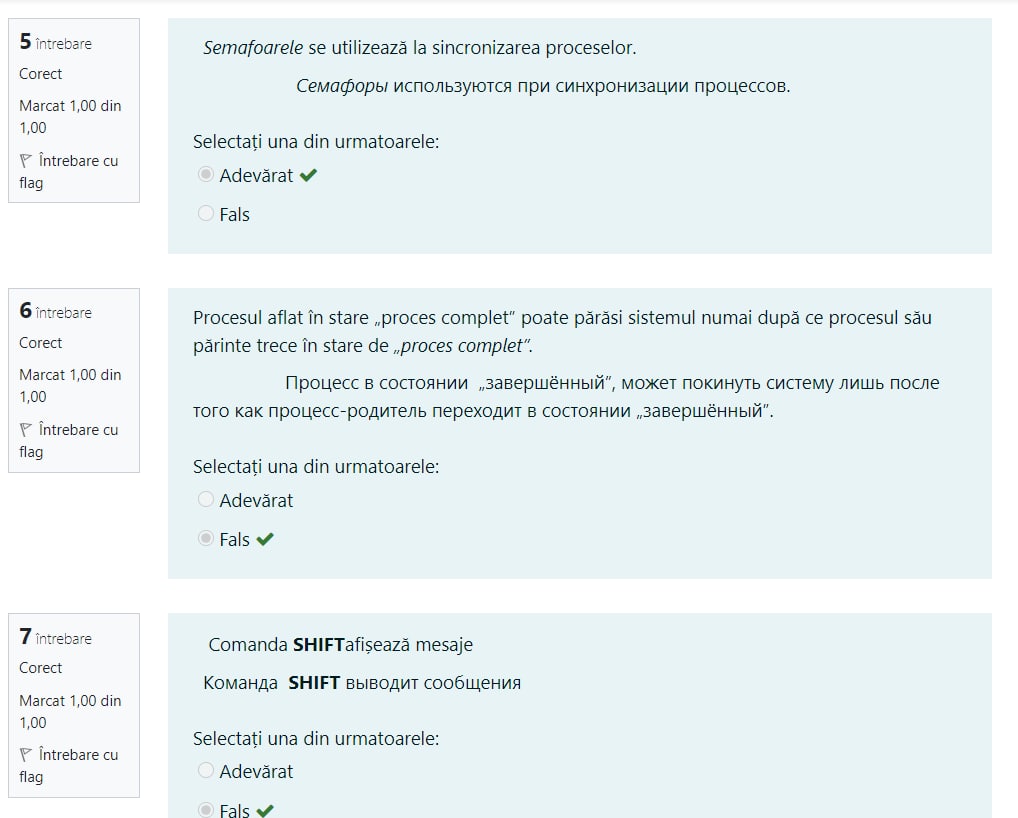 5 întrebare
Corect
Marcat 1,00 din
1,00
Întrebare cu
flag
Semafoarele se utilizează la sincronizarea proceselor.
Семафоры используются при синхронизации процессов.
Selectați una din urmatoarele:
Adevărat
Fals
6 întrebare
Corect
Marcat 1,00 din
1,00
Întrebare cu
flag
Procesul aflat în stare „proces complet” poate părăsi sistemul numai după ce procesul său
părinte trece în stare de „proces complet”.
Процесс в состоянии „завершённый”, может покинуть систему лишь после
того как процесс-родитель переходит в состоянии „завершённый”.
Selectați una din urmatoarele:
Adevărat
Fals
7 întrebare
Corect
Marcat 1,00 din
1,00
Întrebare cu
flag
Comanda SHIFTafișează mesaje
Команда SHIFT выводит сообщения
Selectați una din urmatoarele:
Adevărat
Fals